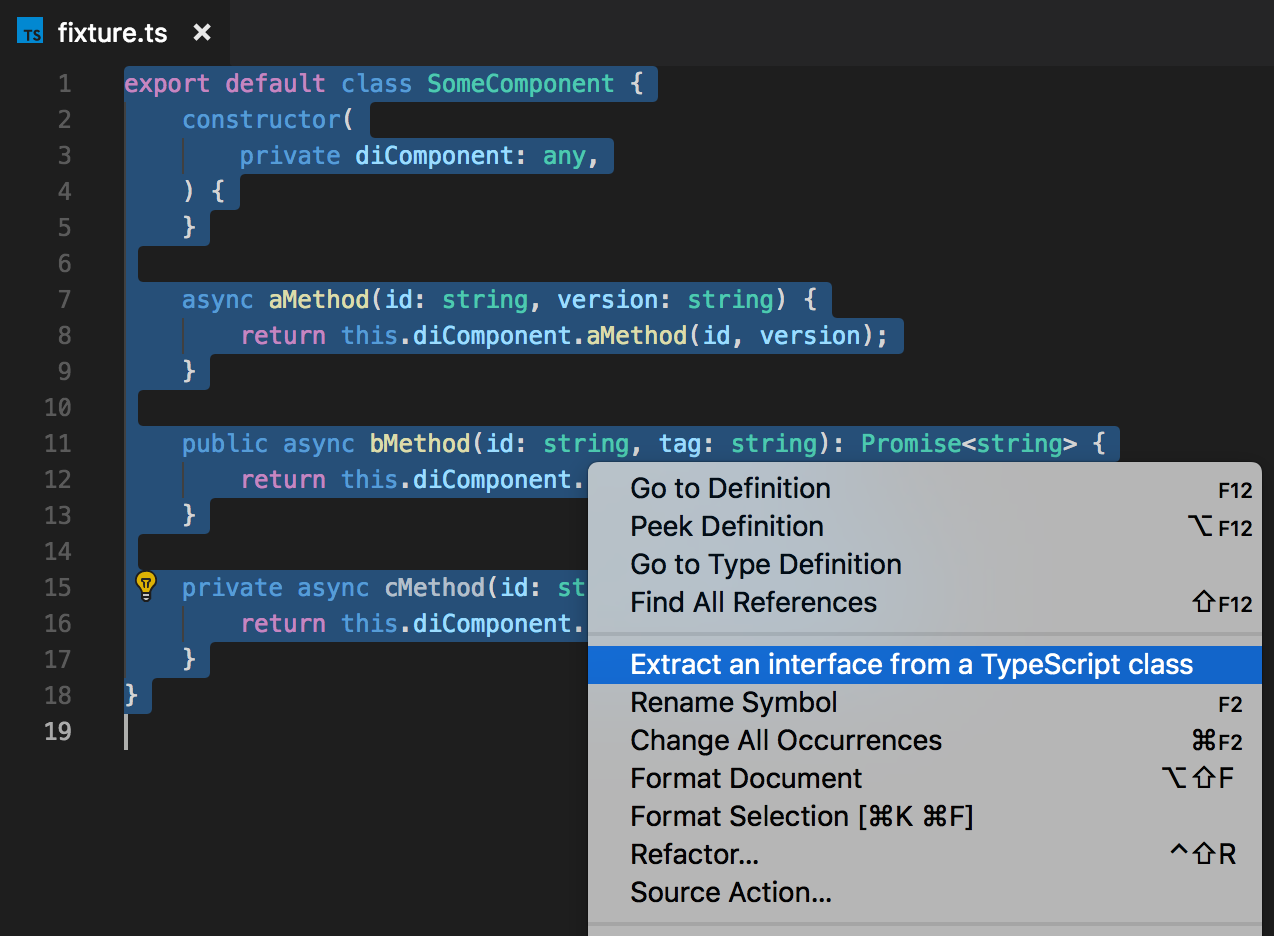 TS fixture.ts ×
1 export default class SomeComponent {
2 constructor(
3 private diComponent: any,
4 ) {
5 }
6
7 async aMethod(id: string, version: string) {
8 return this.diComponent.aMethod(id, version);
9 }
10
11 public async bMethod(id: string, tag: string): Promise<string> {
12 return this.diComponent.
13 }
14
15 private async cMethod(id: st
16 return this.diComponent.
17 }
18 }
19
Go to Definition F12
Peek Definition ⌥F12
Go to Type Definition
Find All References ⇧F12
Extract an interface from a TypeScript class
Rename Symbol F2
Change All Occurrences ⌘F2
Format Document ⌥⇧F
Format Selection [⌘K ⌘F]
Refactor... ^⇧R
Source Action...